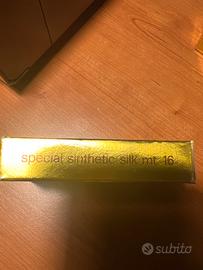 special sinthetic silk mt. 16
subito